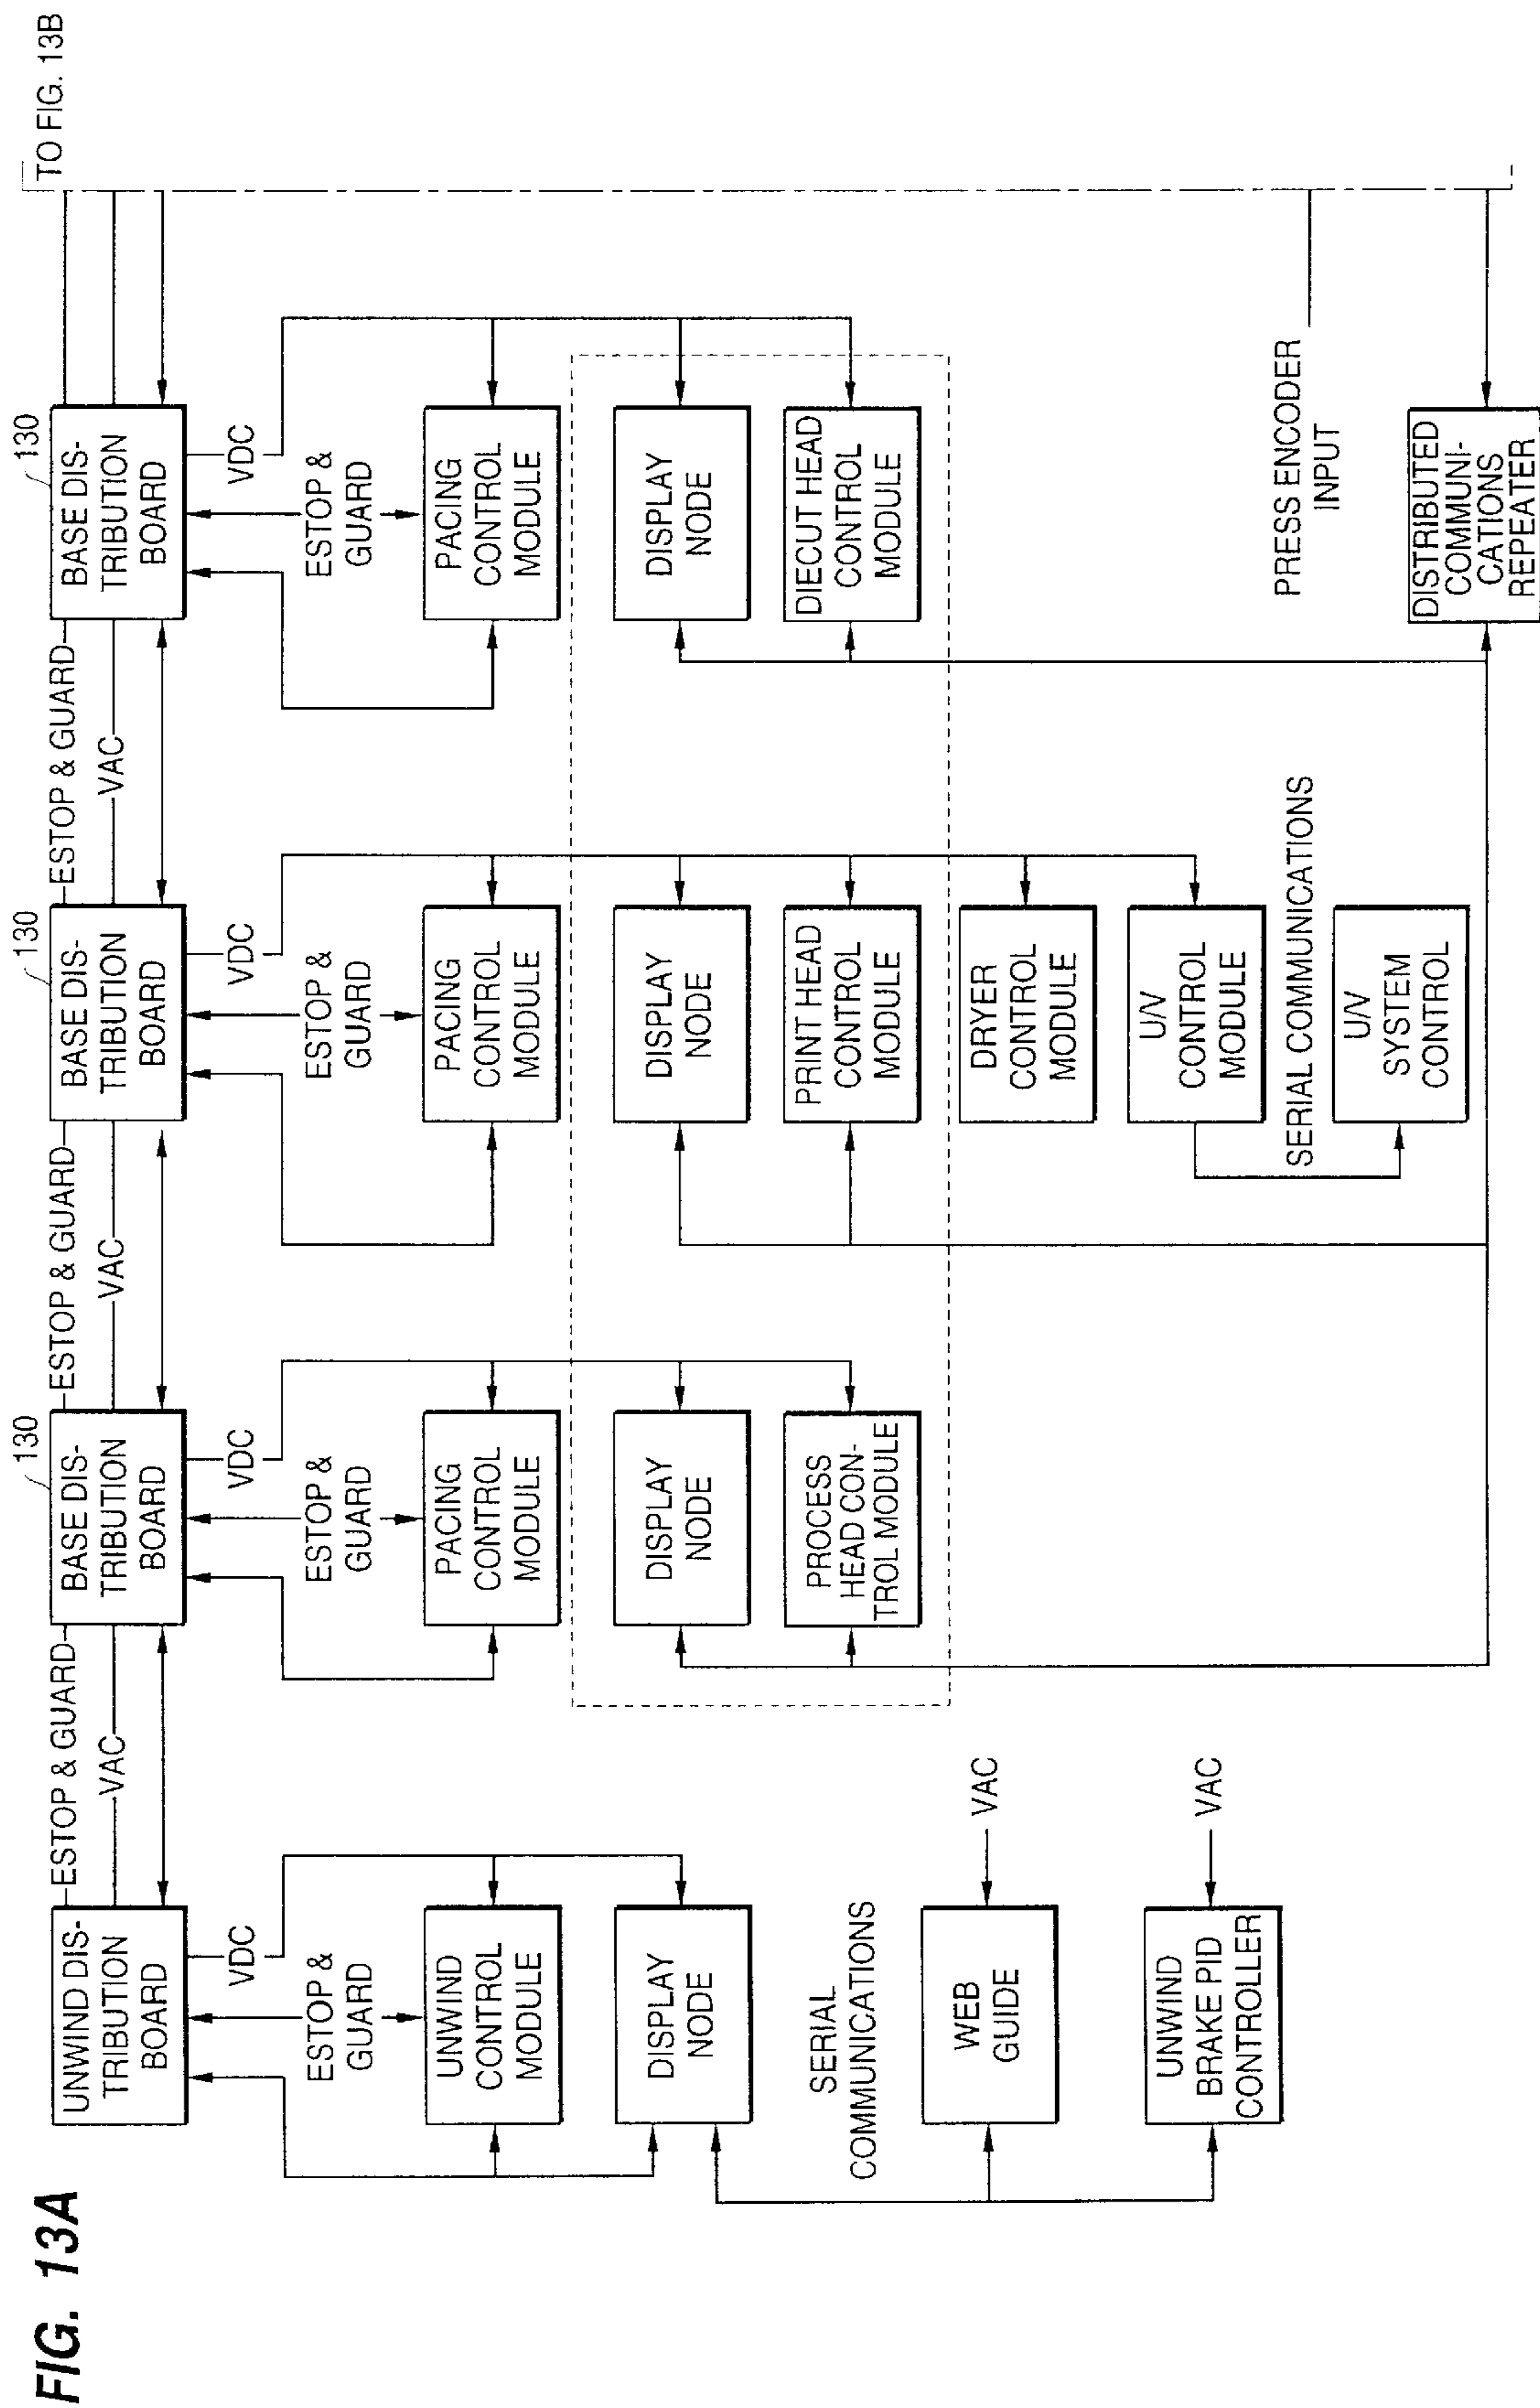 FIG. 13A
TO FIG. 13B
UNWIND DIS-
TRIBUTION
BOARD
ESTOP & GUARD
VAC
130
BASE DIS-
TRIBUTION
BOARD
ESTOP & GUARD
VAC
130
BASE DIS-
TRIBUTION
BOARD
ESTOP & GUARD
VAC
130
BASE DIS-
TRIBUTION
BOARD
VDC
ESTOP &
GUARD
UNWIND
CONTROL
MODULE
DISPLAY
NODE
SERIAL
COMMUNICATIONS
WEB
GUIDE
VAC
UNWIND
BRAKE PID
CONTROLLER
VAC
VDC
ESTOP &
GUARD
PACING
CONTROL
MODULE
DISPLAY
NODE
PROCESS
HEAD CON-
TROL MODULE
VDC
ESTOP &
GUARD
PACING
CONTROL
MODULE
DISPLAY
NODE
PRINT HEAD
CONTROL
MODULE
DRYER
CONTROL
MODULE
U/V
CONTROL
MODULE
SERIAL COMMUNICATIONS
U/V
SYSTEM
CONTROL
VDC
ESTOP &
GUARD
PACING
CONTROL
MODULE
DISPLAY
NODE
DIECUT HEAD
CONTROL
MODULE
PRESS ENCODER
INPUT
DISTRIBUTED
COMMUNI-
CATIONS
REPEATER